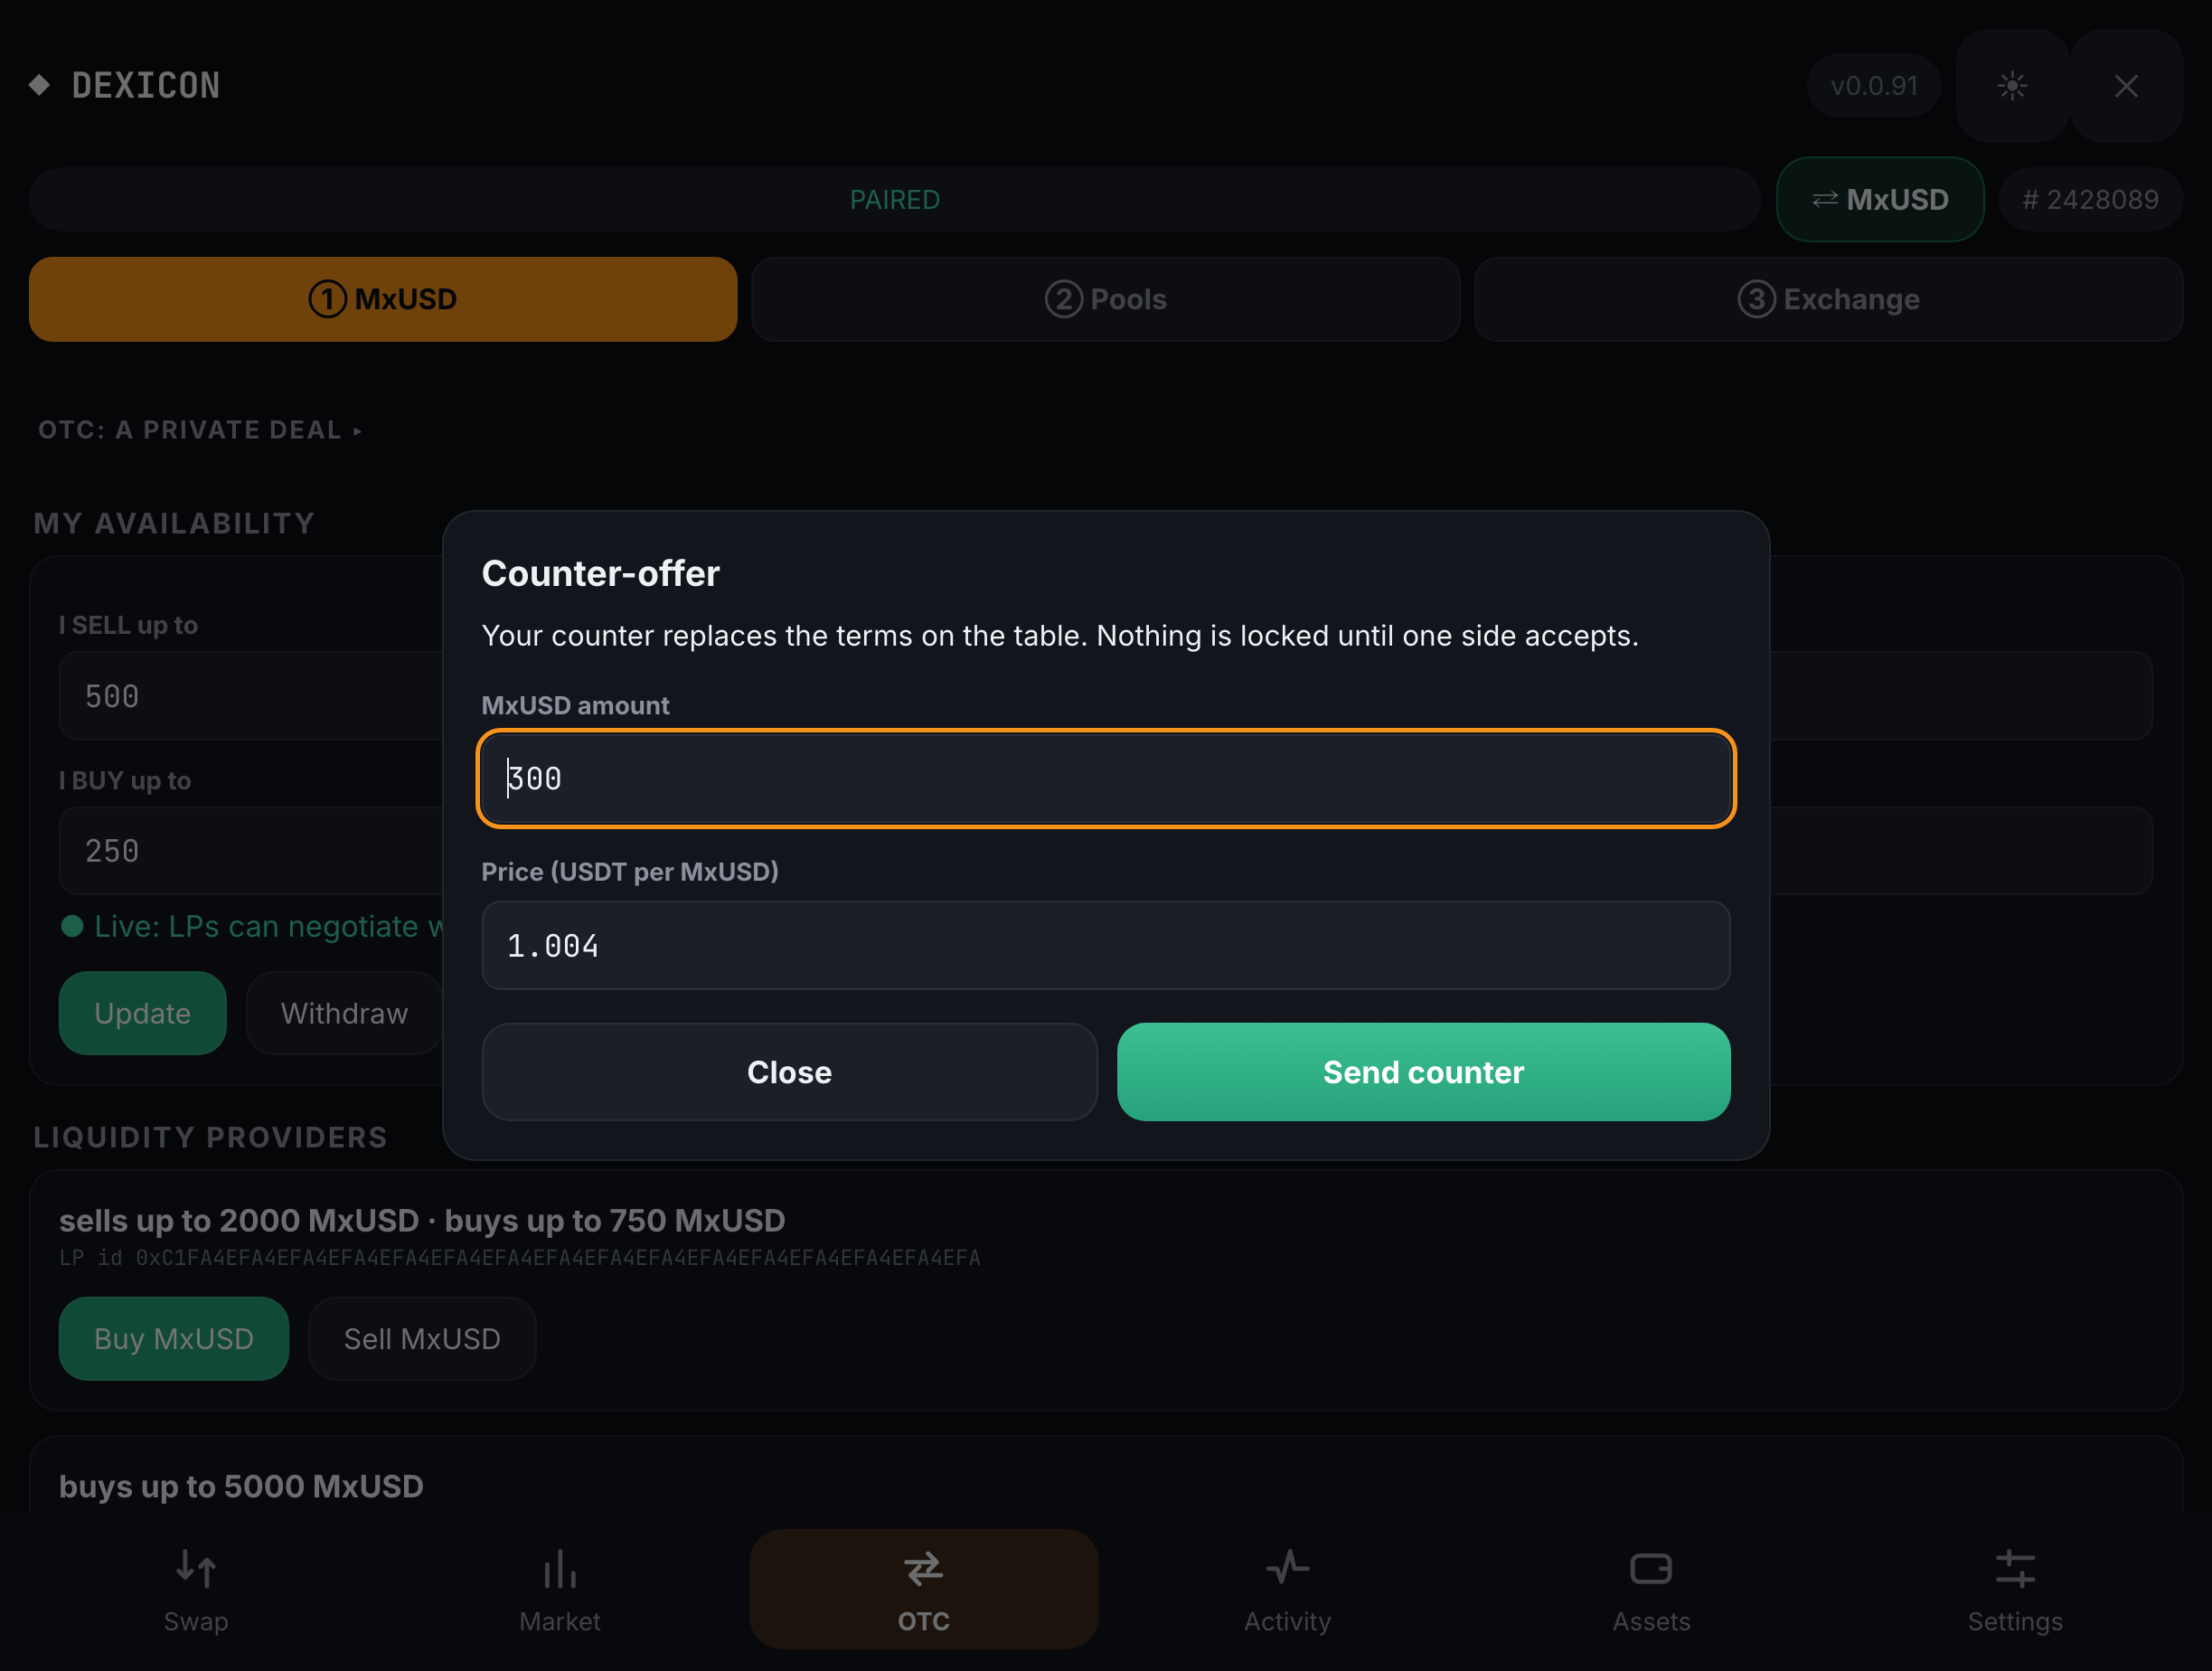 ◆ DEXICON
v0.0.91
PAIRED
⇄ MxUSD
# 2428089
① MxUSD
② Pools
③ Exchange
OTC: A PRIVATE DEAL ▸
MY AVAILABILITY
I SELL up to
500
I BUY up to
250
● Live: LPs can negotiate
Update
Withdraw
Counter-offer
Your counter replaces the terms on the table. Nothing is locked until one side accepts.
MxUSD amount
300
Price (USDT per MxUSD)
1.004
Close
Send counter
LIQUIDITY PROVIDERS
sells up to 2000 MxUSD · buys up to 750 MxUSD
LP id 0xC1FA4EFA4EFA4EFA4EFA4EFA4EFA4EFA4EFA4EFA4EFA4EFA4EFA4EFA4EFA4EFA4EFA
Buy MxUSD
Sell MxUSD
buys up to 5000 MxUSD
Swap
Market
OTC
Activity
Assets
Settings